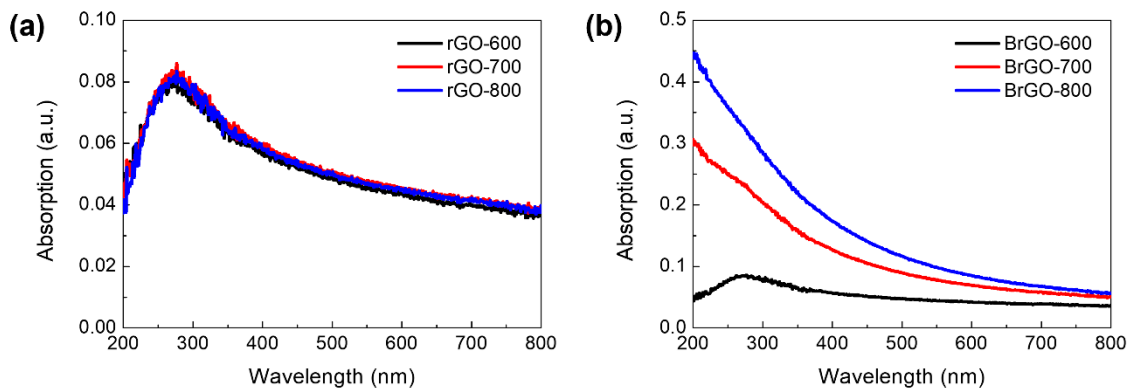 (a)
0.10
0.08
0.06
0.04
0.02
0.00
Absorption (a.u.)
rGO-600
rGO-700
rGO-800
200 300 400 500 600 700 800
Wavelength (nm)
(b)
0.5
0.4
0.3
0.2
0.1
0.0
Absorption (a.u.)
BrGO-600
BrGO-700
BrGO-800
200 300 400 500 600 700 800
Wavelength (nm)